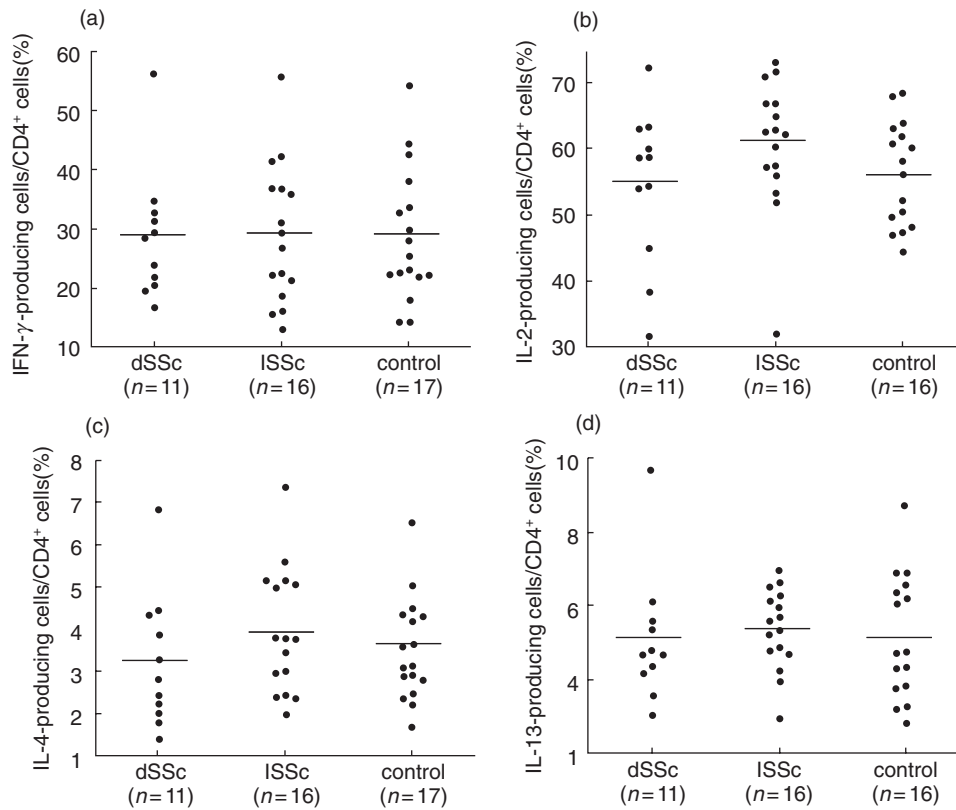 (a)
IFN-γ-producing cells/CD4⁺ cells(%)
60
50
40
30
20
10
dSSc
lSSc
control
(n=11)
(n=16)
(n=17)
(b)
IL-2-producing cells/CD4⁺ cells(%)
70
60
50
40
30
dSSc
lSSc
control
(n=11)
(n=16)
(n=16)
(c)
IL-4-producing cells/CD4⁺ cells(%)
8
7
6
5
4
3
2
1
dSSc
lSSc
control
(n=11)
(n=16)
(n=17)
(d)
IL-13-producing cells/CD4⁺ cells(%)
10
8
6
4
1
dSSc
lSSc
control
(n=11)
(n=16)
(n=16)